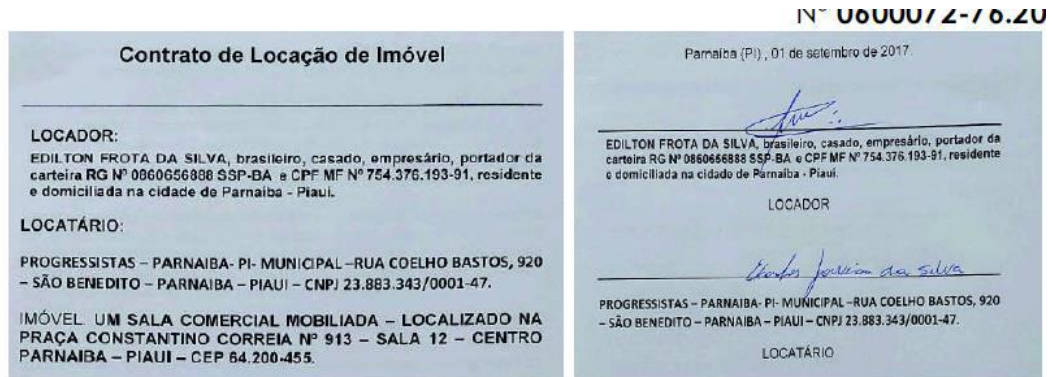 Nº 0600072-76.20
Contrato de Locação de Imóvel
LOCADOR:
EDILTON FROTA DA SILVA, brasileiro, casado, empresário, portador da
carteira RG Nº 0860656888 SSP-BA e CPF MF Nº 754.376.193-91, residente
e domiciliada na cidade de Parnaiba - Piauí.
LOCATÁRIO:
PROGRESSISTAS – PARNAIBA- PI- MUNICIPAL –RUA COELHO BASTOS, 920
– SÃO BENEDITO – PARNAIBA – PIAUI – CNPJ 23.883.343/0001-47.
IMÓVEL. UM SALA COMERCIAL MOBILIADA – LOCALIZADO NA
PRAÇA CONSTANTINO CORREIA Nº 913 – SALA 12 – CENTRO
PARNAIBA – PIAUI – CEP 64.200-455.
Parnaiba (PI) , 01 de setembro de 2017.
EDILTON FROTA DA SILVA, brasileiro, casado, empresário, portador da
carteira RG Nº 0860656888 SSP-BA e CPF MF Nº 754.376.193-91, residente
e domiciliada na cidade de Parnaiba - Piauí.
LOCADOR
da Silva
PROGRESSISTAS – PARNAIBA- PI- MUNICIPAL –RUA COELHO BASTOS, 920
– SÃO BENEDITO – PARNAIBA – PIAUI – CNPJ 23.883.343/0001-47.
LOCATÁRIO